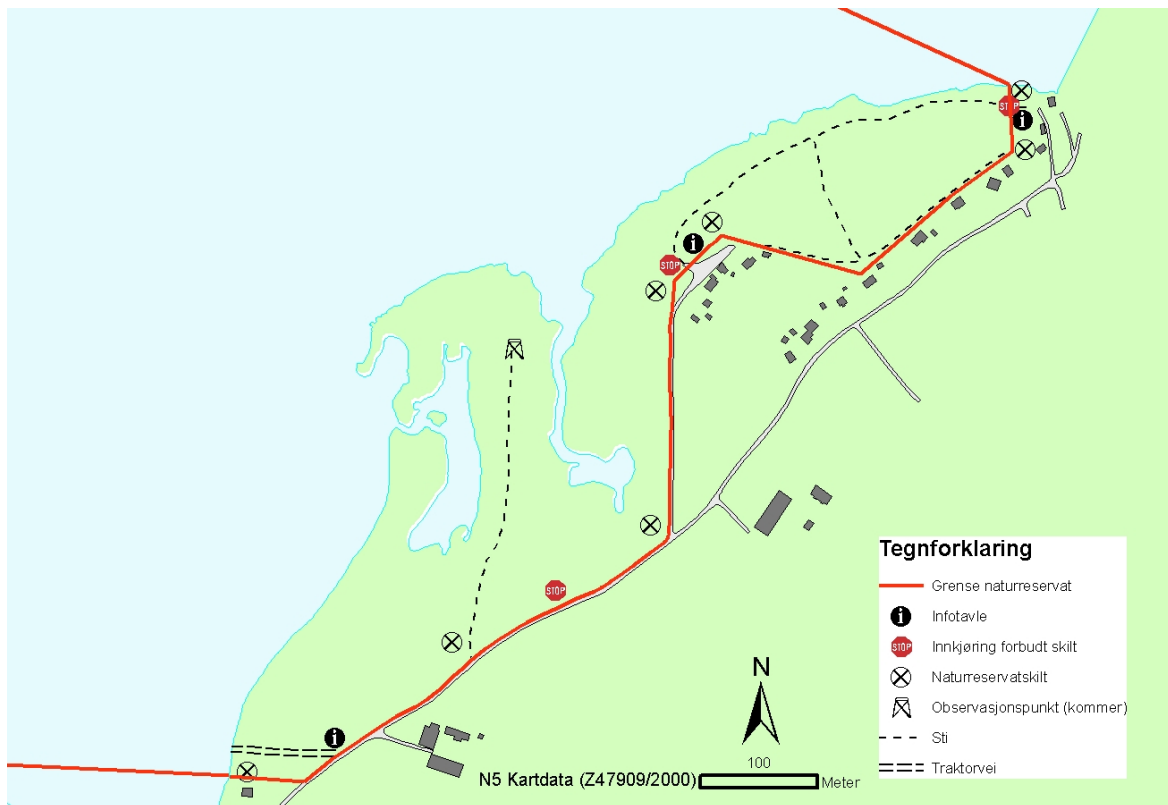 STOP
i
i
STOP
STOP
i
Tegnforklaring
Grense naturreservat
i Infotavle
STOP Innkjøring forbudt skilt
Naturreservatskilt
Observasjonspunkt (kommer)
Sti
Traktorvei
N
100
N5 Kartdata (Z47909/2000) Meter